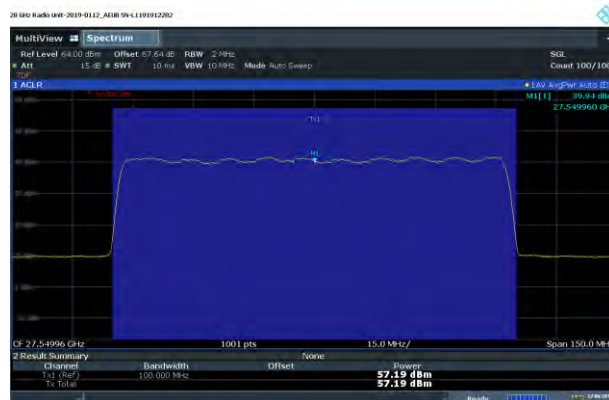 28 GHz Radio Unit-2019-0112_AEUB SN-L1191912282
MultiView Spectrum
Ref Level 64.00 dBm Offset 67.64 dB RBW 2 MHz SGL
Att 15 dB SWT 10 ms VBW 10 MHz Mode Auto Sweep Count 100/100
TDF
1 ACLR 1AV AvgPwr Auto ID
M1[1] 39.94 dBm
27.549960 G
Tx1
M1
CF 27.54996 GHz 1001 pts 15.0 MHz/ Span 150.0 MH
2 Result Summary None
Channel Bandwidth Offset Power
Tx1 (Ref) 100.000 MHz 57.19 dBm
Tx Total 57.19 dBm
Ready